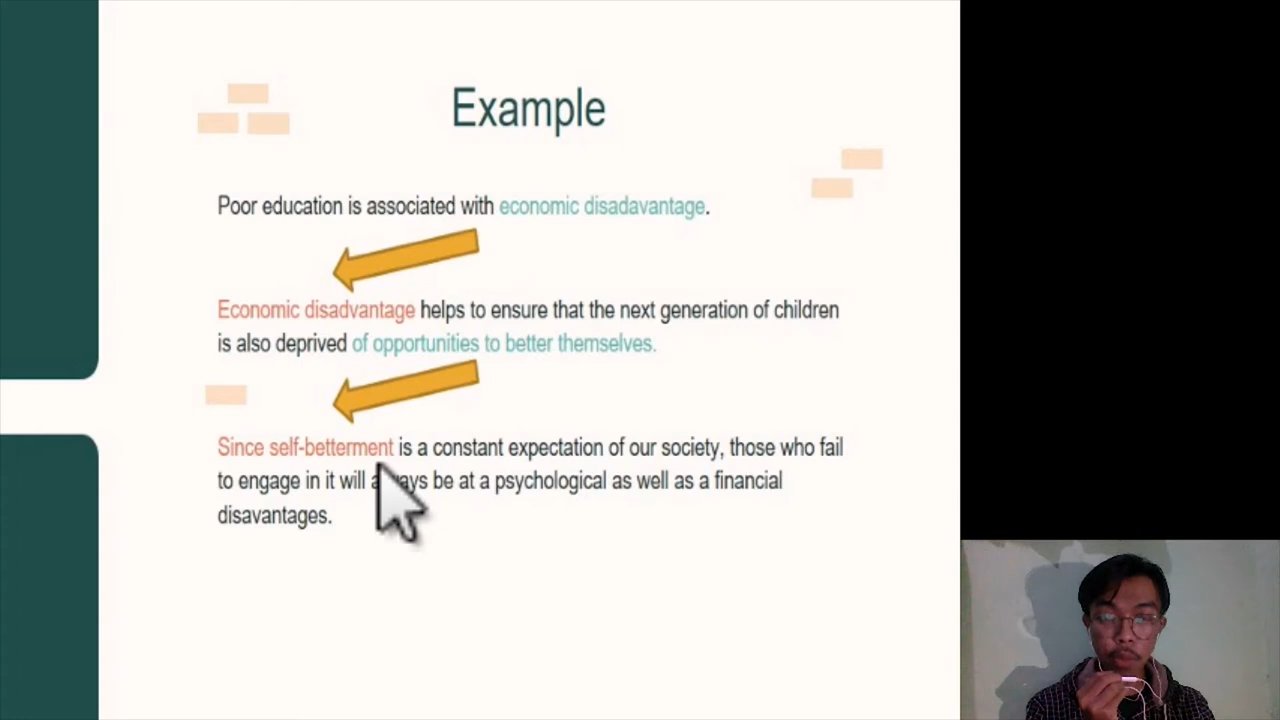 Example
Poor education is associated with economic disadavantage.
Economic disadvantage helps to ensure that the next generation of children
is also deprived of opportunities to better themselves.
Since self-betterment is a constant expectation of our society, those who fail
to engage in it will always be at a psychological as well as a financial
disavantages.